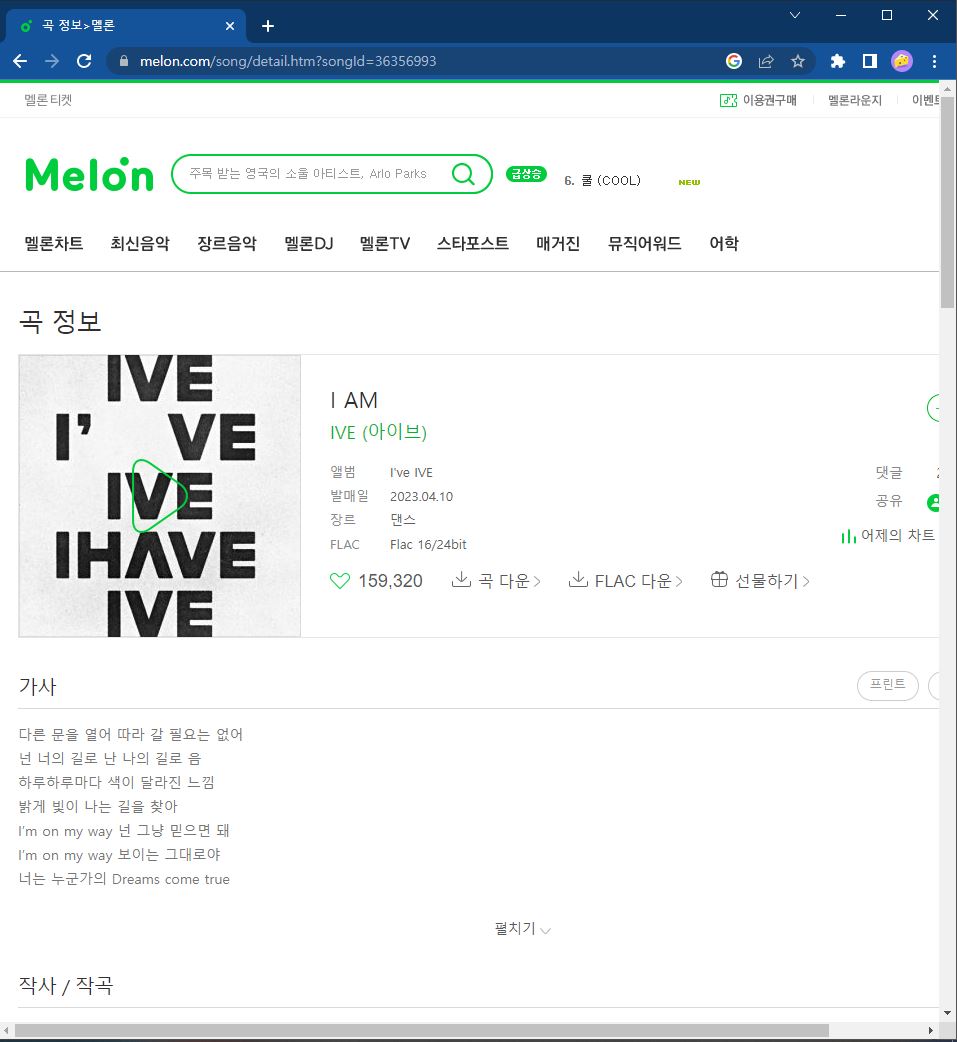 곡 정보>멜론
melon.com/song/detail.htm?songId=36356993
멜론티켓
이용권구매
멜론라운지
이벤트
Melon
주목 받는 영국의 소울 아티스트, Arlo Parks
급상승
6. 쿨 (COOL)
NEW
멜론차트 최신음악 장르음악 멜론DJ 멜론TV 스타포스트 매거진 뮤직어워드 어학
곡 정보
IVE
I' VE
IVE
IHAVE
IVE
I AM
IVE (아이브)
앨범 I've IVE
댓글
발매일 2023.04.10
공유
장르 댄스
어제의 차트
FLAC Flac 16/24bit
159,320 곡 다운 FLAC 다운 선물하기
가사
프린트
다른 문을 열어 따라 갈 필요는 없어
넌 너의 길로 난 나의 길로 음
하루하루마다 색이 달라진 느낌
밝게 빛이 나는 길을 찾아
I'm on my way 넌 그냥 믿으면 돼
I'm on my way 보이는 그대로야
너는 누군가의 Dreams come true
펼치기
작사 / 작곡